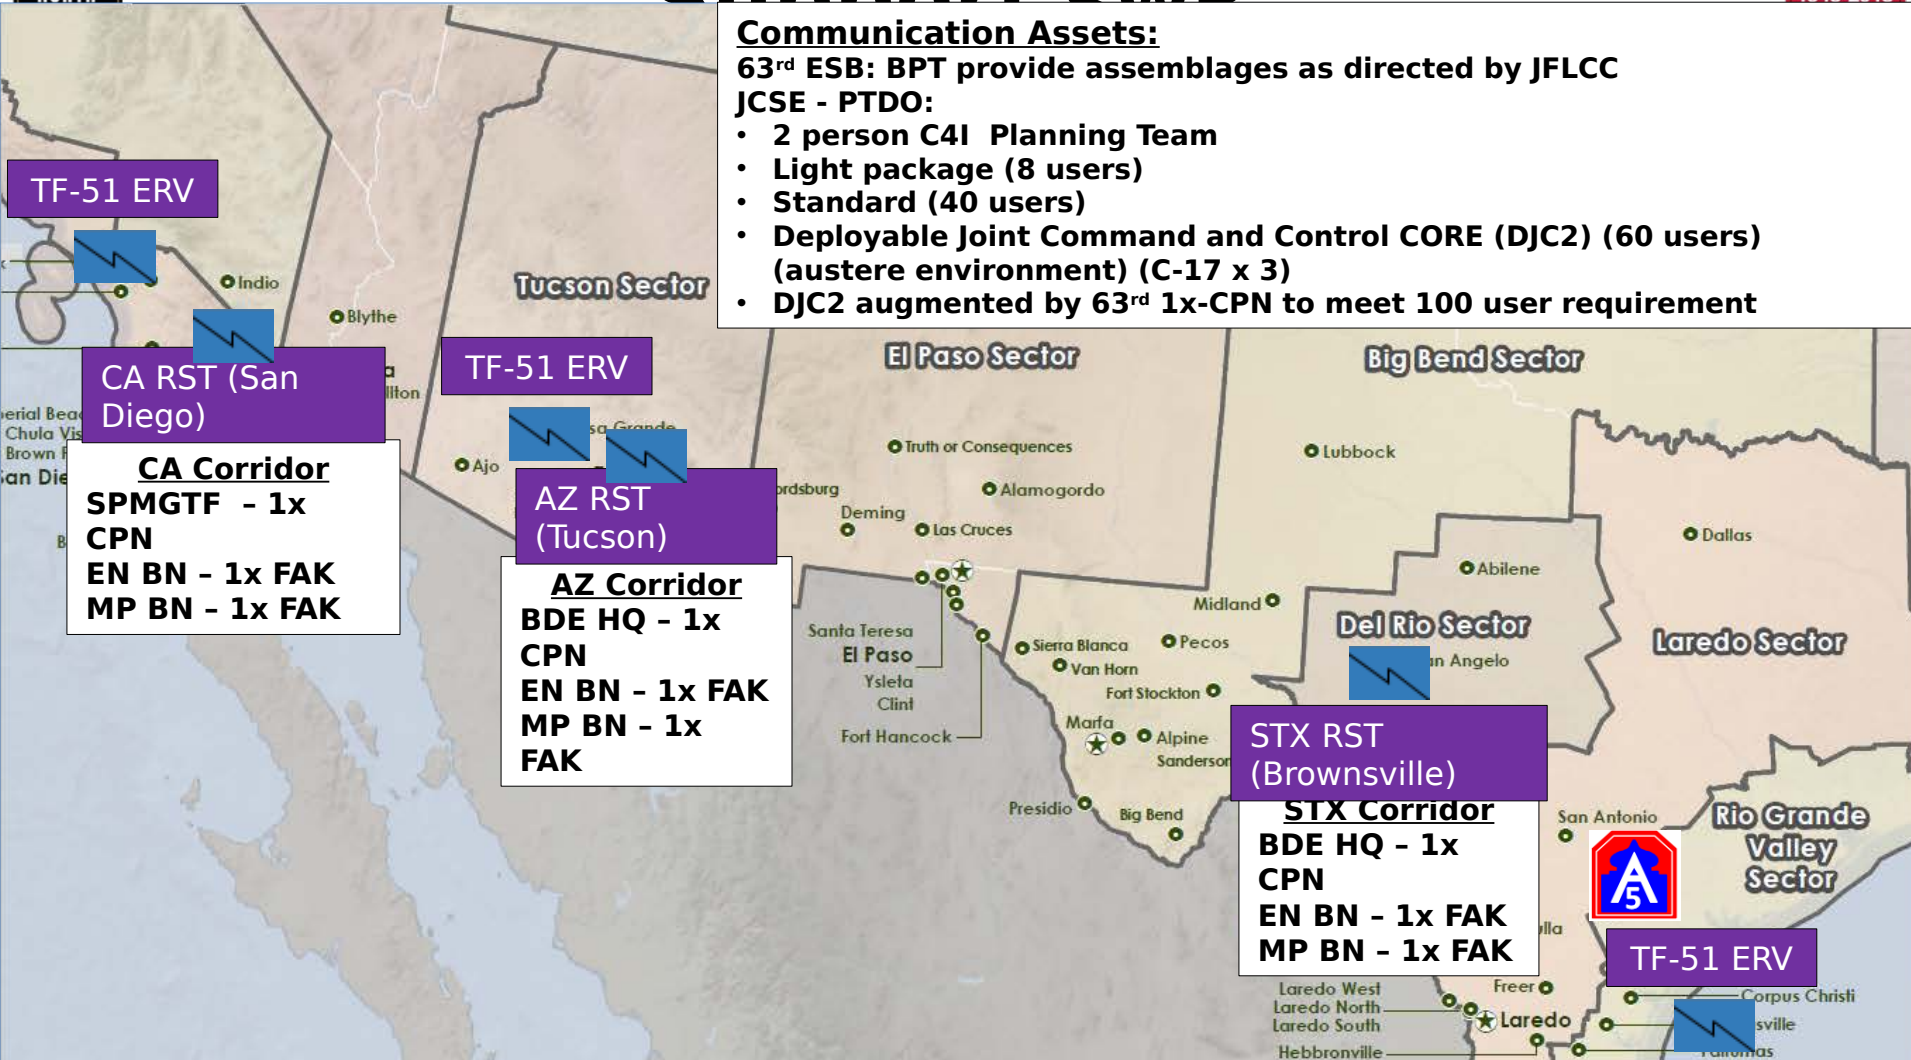 Communication Assets:
63rd ESB: BPT provide assemblages as directed by JFLCC
JCSE - PTDO:
• 2 person C4I  Planning Team
• Light package (8 users)
• Standard (40 users)
• Deployable Joint Command and Control CORE (DJC2) (60 users)
(austere environment) (C-17 x 3)
• DJC2 augmented by 63rd 1x-CPN to meet 100 user requirement
TF-51 ERV
Indio
Blythe
Tucson Sector
CA RST (San
Diego)
CA Corridor
SPMGTF  – 1x
CPN
EN BN – 1x FAK
MP BN – 1x FAK
TF-51 ERV
Ajo
AZ RST
(Tucson)
AZ Corridor
BDE HQ – 1x
CPN
EN BN – 1x FAK
MP BN – 1x
FAK
El Paso Sector
Big Bend Sector
Truth or Consequences
Lubbock
Alamogordo
Deming
Las Cruces
Dallas
Abilene
Midland
Del Rio Sector
Laredo Sector
Santa Teresa
El Paso
Ysleta
Clint
Fort Hancock
Sierra Blanca
Van Horn
Pecos
Fort Stockton
Marfa
Alpine
Sanderson
Presidio
Big Bend
STX RST
(Brownsville)
STX Corridor
BDE HQ – 1x
CPN
EN BN – 1x FAK
MP BN – 1x FAK
San Antonio
Rio Grande
Valley
Sector
A
5
TF-51 ERV
Laredo West
Laredo North
Laredo South
Hebbronville
Freer
Laredo
Corpus Christi